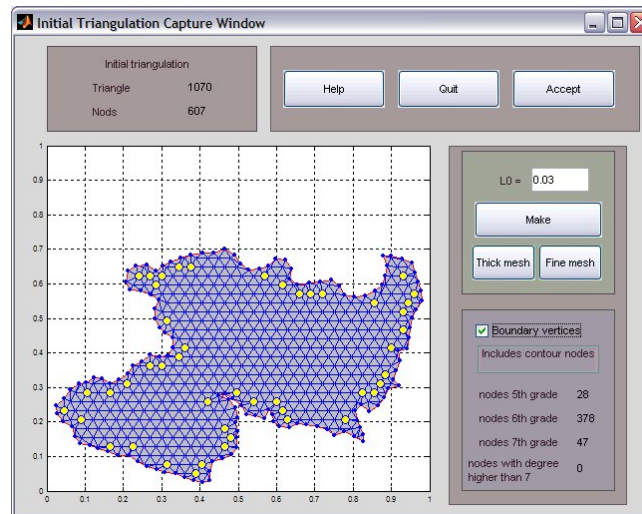 Initial Triangulation Capture Window
Initial triangulation
Triangle 1070
Nods 607
Help
Quit
Accept
L0 = 0.03
Make
Thick mesh
Fine mesh
Boundary vertices
Includes contour nodes
nodes 5th grade 28
nodes 6th grade 378
nodes 7th grade 47
nodes with degree
higher than 7 0
1
0.9
0.8
0.7
0.6
0.5
0.4
0.3
0.2
0.1
0
0 0.1 0.2 0.3 0.4 0.5 0.6 0.7 0.8 0.9 1